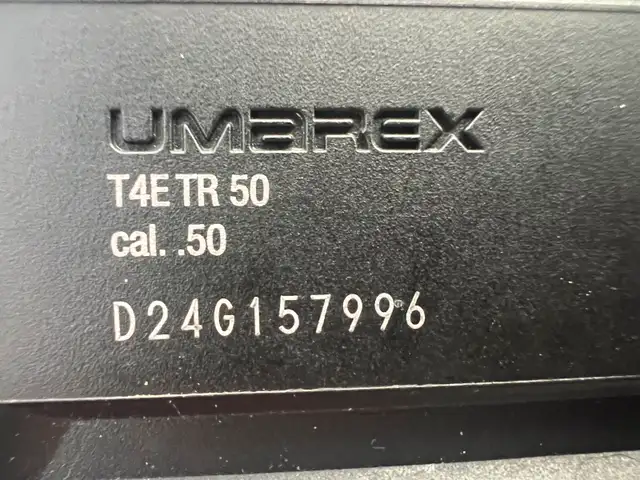 UMAREX
T4E TR 50
cal. .50
D24G157996